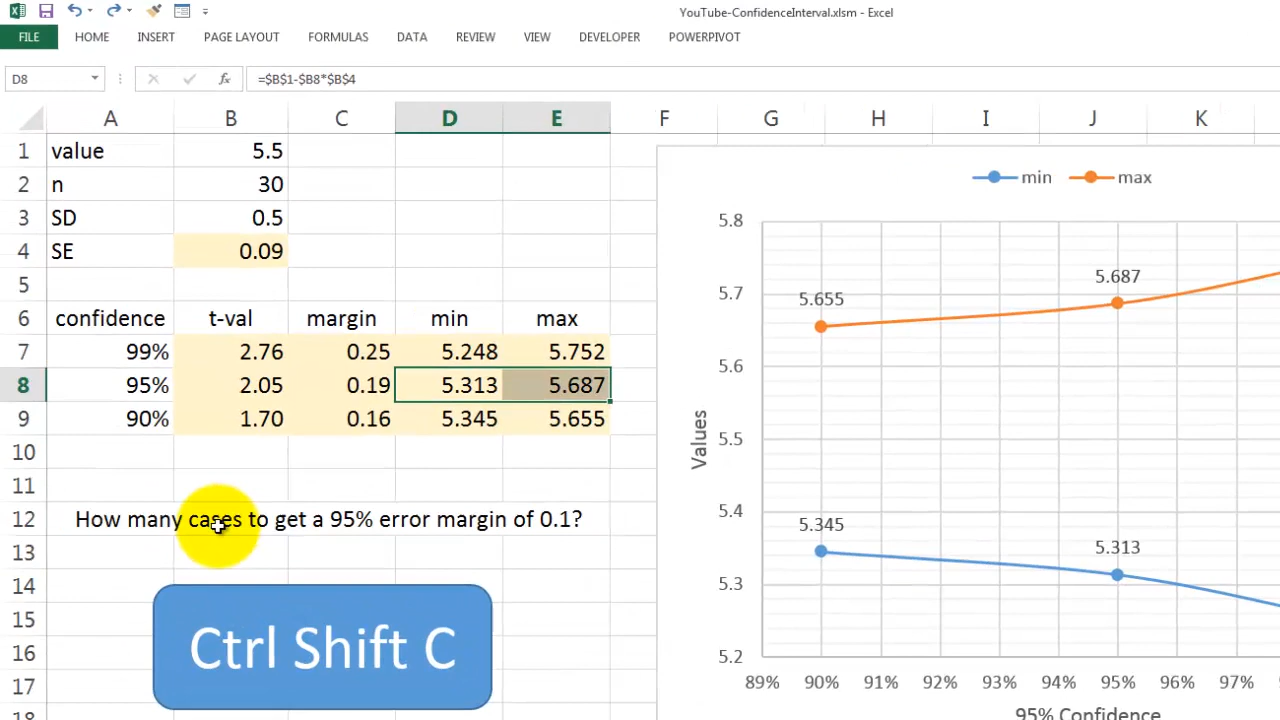 YouTube-ConfidenceInterval.xlsm - Excel
FILE HOME INSERT PAGE LAYOUT FORMULAS DATA REVIEW VIEW DEVELOPER POWERPIVOT
D8 fx =$B$1-$B8*$B$4
A B C D E F G H I J K
1 value 5.5
2 n 30
3 SD 0.5
4 SE 0.09
5
6 confidence t-val margin min max
7 99% 2.76 0.25 5.248 5.752
8 95% 2.05 0.19 5.313 5.687
9 90% 1.70 0.16 5.345 5.655
10
11
12 How many cases to get a 95% error margin of 0.1?
13
14
15
16
17
18
Ctrl Shift C
min max
5.8
5.7
5.6
5.5
5.4
5.3
5.2
Values
5.655
5.687
5.345
5.313
89% 90% 91% 92% 93% 94% 95% 96% 97%
95% Confidence